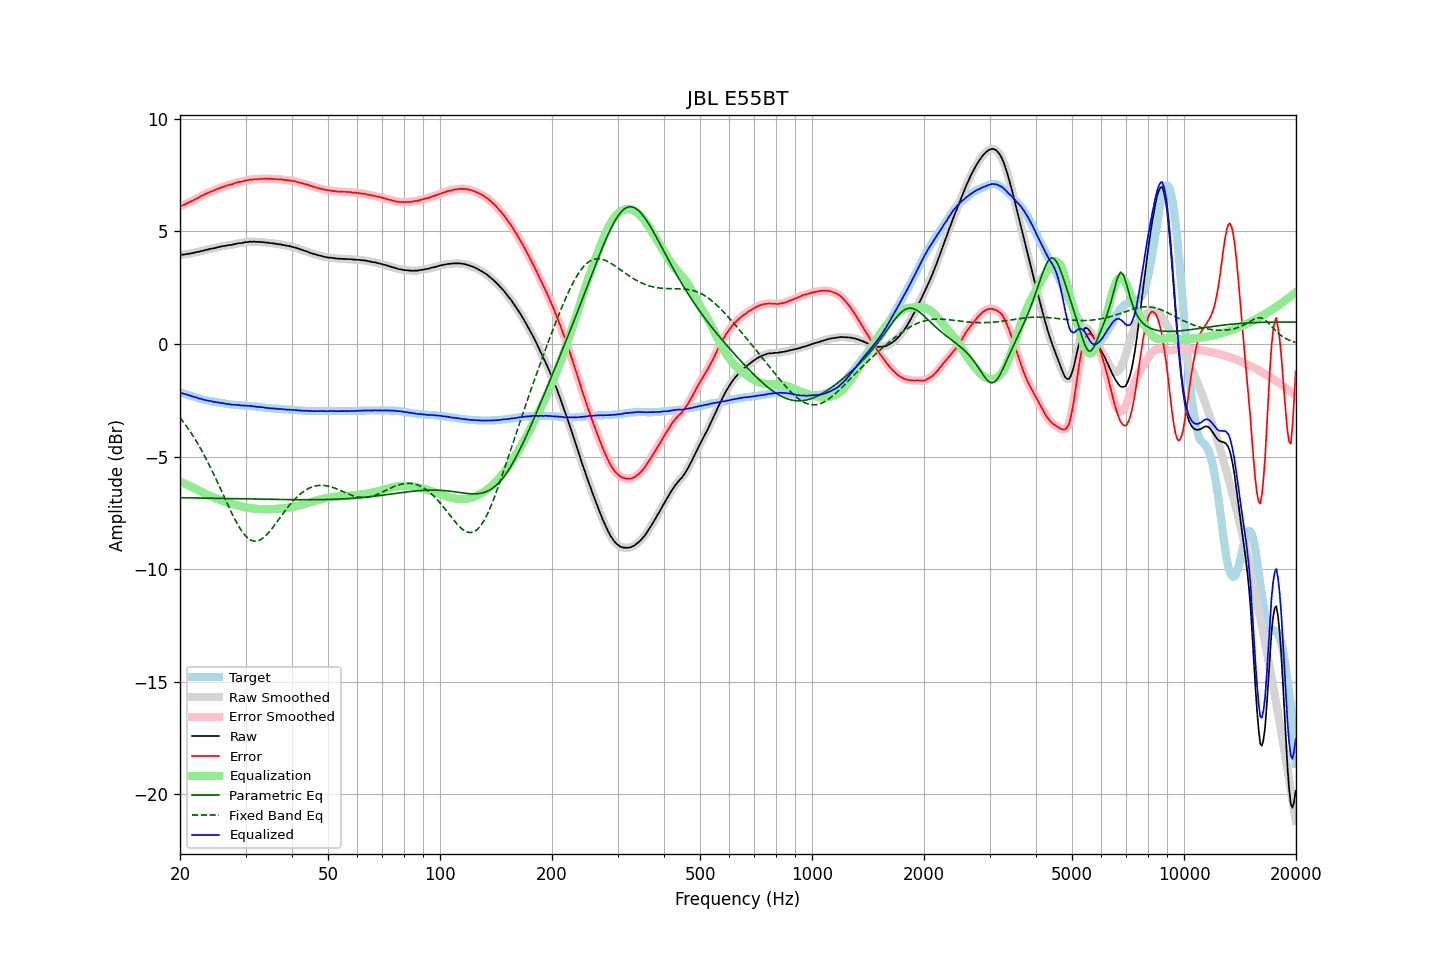 JBL E55BT
10
5
0
−5
−10
−15
−20
Amplitude (dBr)
Target
Raw Smoothed
Error Smoothed
Raw
Error
Equalization
Parametric Eq
Fixed Band Eq
Equalized
20 50 100 200 500 1000 2000 5000 10000 20000
Frequency (Hz)